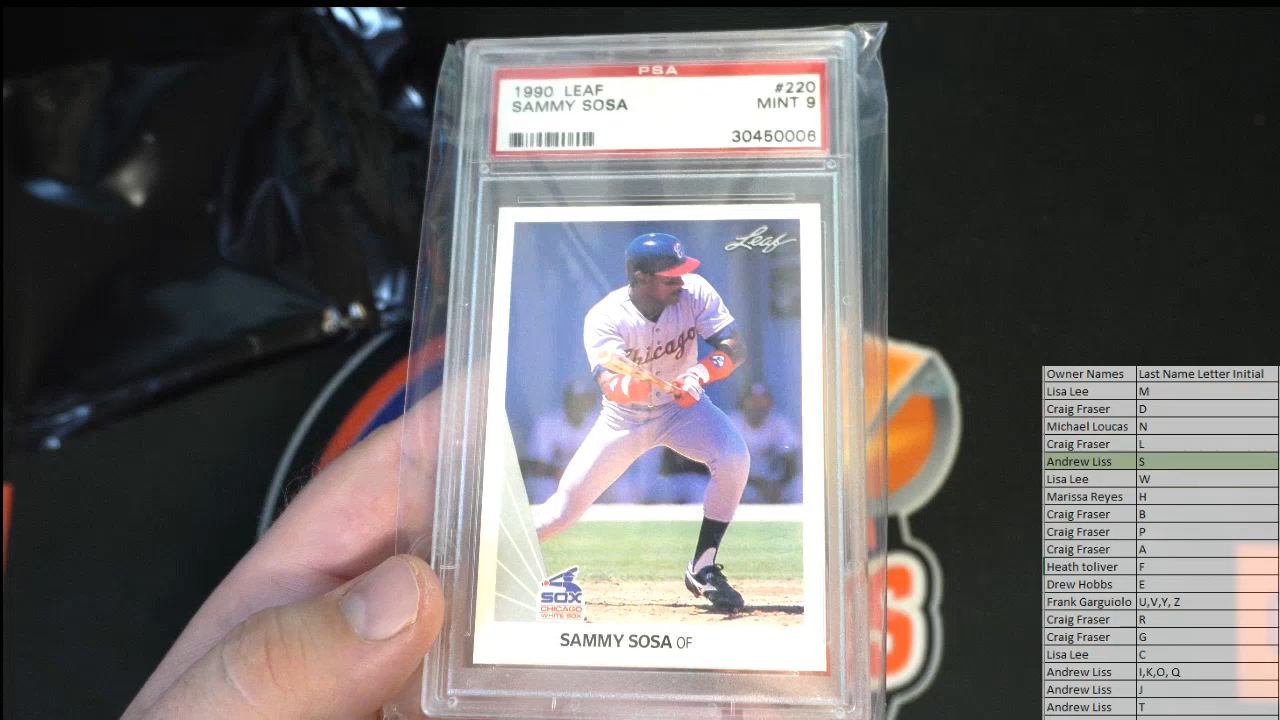 PSA
1990 LEAF #220
SAMMY SOSA MINT 9
30450006
Leaf
Chicago
SOX
CHICAGO
WHITE SOX
SAMMY SOSA OF
Owner Names Last Name Letter Initial
Lisa Lee M
Craig Fraser D
Michael Loucas N
Craig Fraser L
Andrew Liss S
Lisa Lee W
Marissa Reyes H
Craig Fraser B
Craig Fraser P
Craig Fraser A
Heath toliver F
Drew Hobbs E
Frank Garguiolo U,V,Y, Z
Craig Fraser R
Craig Fraser G
Lisa Lee C
Andrew Liss I,K,O, Q
Andrew Liss J
Andrew Liss T